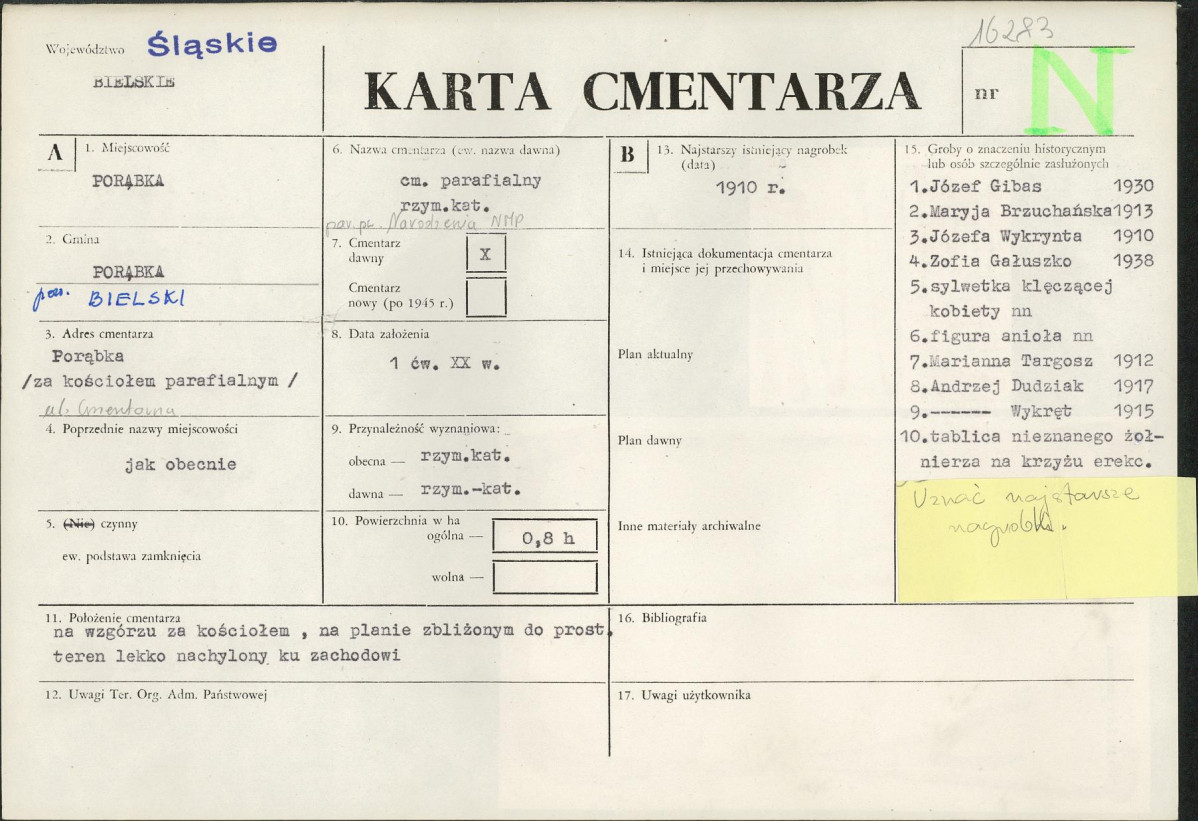 16283
Województwo Śląskie
BIELSKIE
KARTA CMENTARZA
nr N
A
1. Miejscowość
PORĄBKA
2. Gmina
PORĄBKA
pow. BIELSKI
3. Adres cmentarza
Porąbka
/za kościołem parafialnym /
ul. Cmentarna
4. Poprzednie nazwy miejscowości
jak obecnie
5. (Nie) czynny
ew. podstawa zamknięcia
6. Nazwa cmentarza (ew. nazwa dawna)
cm. parafialny
rzym.kat.
par. pw. Narodzenia NMP
7. Cmentarz
dawny X
Cmentarz
nowy (po 1945 r.)
8. Data założenia
1 ćw. XX w.
9. Przynależność wyznaniowa:
obecna — rzym.kat.
dawna — rzym.-kat.
10. Powierzchnia w ha
ogólna — 0,8 h
wolna —
11. Położenie cmentarza
na wzgórzu za kościołem , na planie zbliżonym do prost.
teren lekko nachylony ku zachodowi
12. Uwagi Ter. Org. Adm. Państwowej
B
13. Najstarszy istniejący nagrobek
(data)
1910 r.
14. Istniejąca dokumentacja cmentarza
i miejsce jej przechowywania
Plan aktualny
Plan dawny
Inne materiały archiwalne
15. Groby o znaczeniu historycznym
lub osób szczególnie zasłużonych
1.Józef Gibas 1930
2.Maryja Brzuchańska1913
3.Józefa Wykrynta 1910
4.Zofia Gałuszko 1938
5.sylwetka klęczącej
kobiety nn
6.figura anioła nn
7.Marianna Targosz 1912
8.Andrzej Dudziak 1917
9.------ Wykręt 1915
10.tablica nieznanego żoł-
nierza na krzyżu erekc.
Uznać najstarsze
nagrobki.
16. Bibliografia
17. Uwagi użytkownika